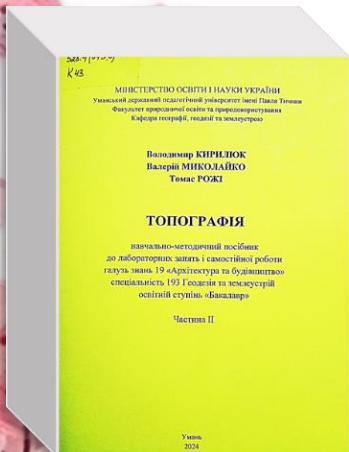 К 43
МІНІСТЕРСТВО ОСВІТИ І НАУКИ УКРАЇНИ
Уманський державний педагогічний університет імені Павла Тичини
Факультет природничої освіти та природокористування
Кафедра географії, геодезії та землеустрою
Володимир КИРИЛЮК
Валерій МИКОЛАЙКО
Томас РОЖІ
ТОПОГРАФІЯ
навчально-методичний посібник
до лабораторних занять і самостійної роботи
галузь знань 19 «Архітектура та будівництво»
спеціальність 193 Геодезія та землеустрій
освітній ступінь «Бакалавр»
Частина ІІ
Умань
2024